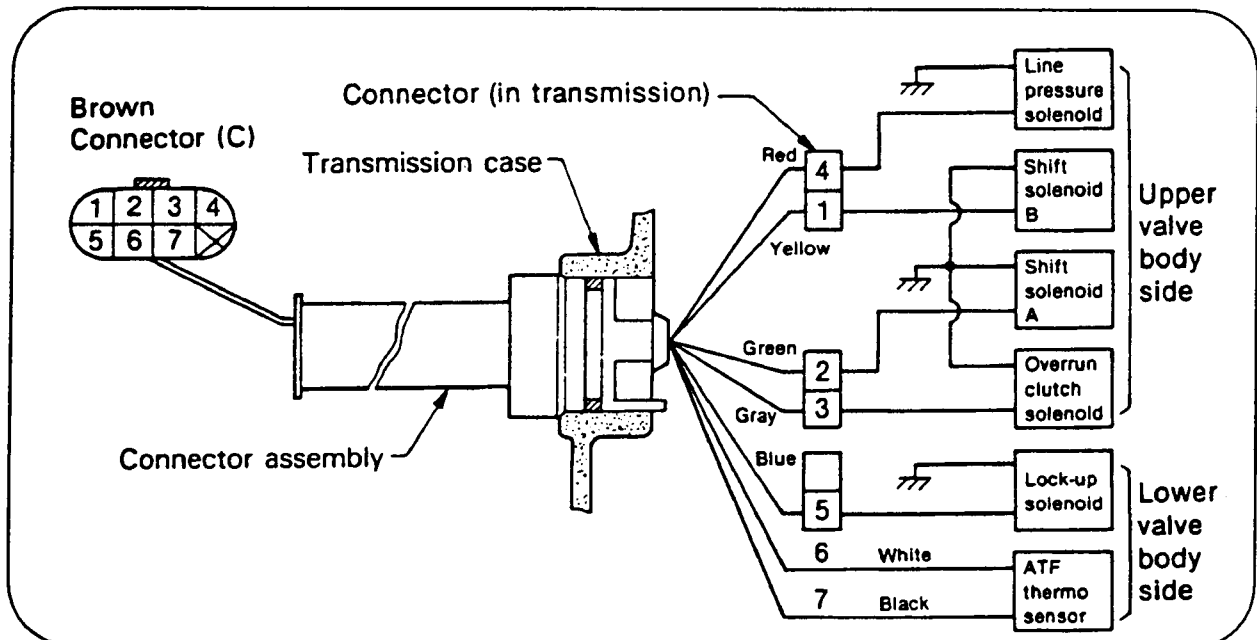 Brown
Connector (C)
1 2 3 4
5 6 7
Connector (in transmission)
Transmission case
Connector assembly
Red
4
1
Yellow
Green
2
3
Gray
Blue
5
6 White
7 Black
Line
pressure
solenoid
Shift
solenoid
B
Shift
solenoid
A
Overrun
clutch
solenoid
Upper
valve
body
side
Lock-up
solenoid
ATF
thermo
sensor
Lower
valve
body
side